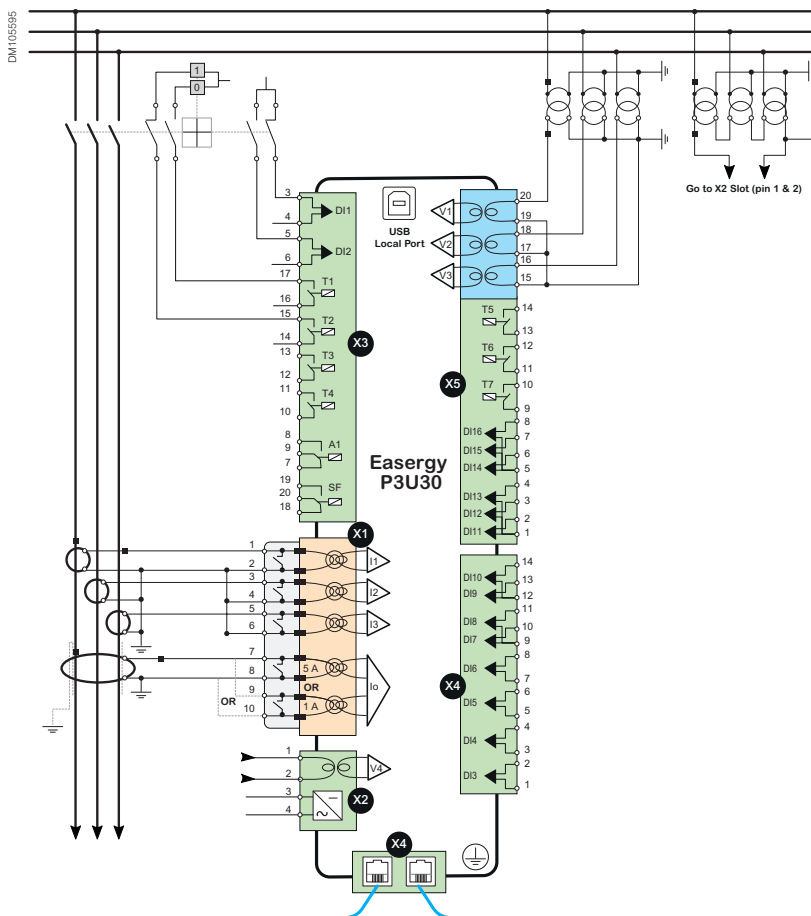 DM105595
1
0
Go to X2 Slot (pin 1 & 2)
USB
Local Port
3
4
5
6
17
16
15
14
13
12
11
10
8
9
7
19
20
18
DI1
DI2
T1
T2
T3
T4
A1
SF
X3
V1
V2
V3
20
19
18
17
16
15
T5
T6
T7
X5
14
13
12
11
10
9
8
7
6
5
4
3
2
1
DI16
DI15
DI14
DI13
DI12
DI11
Easergy
P3U30
X1
1
2
3
4
5
6
7
8
9
10
OR
I1
I2
I3
5 A
OR
1 A
Io
X4
DI10
DI9
DI8
DI7
DI6
DI5
DI4
DI3
14
13
12
11
10
9
8
7
6
5
4
3
2
1
1
2
3
4
V4
X2
X4